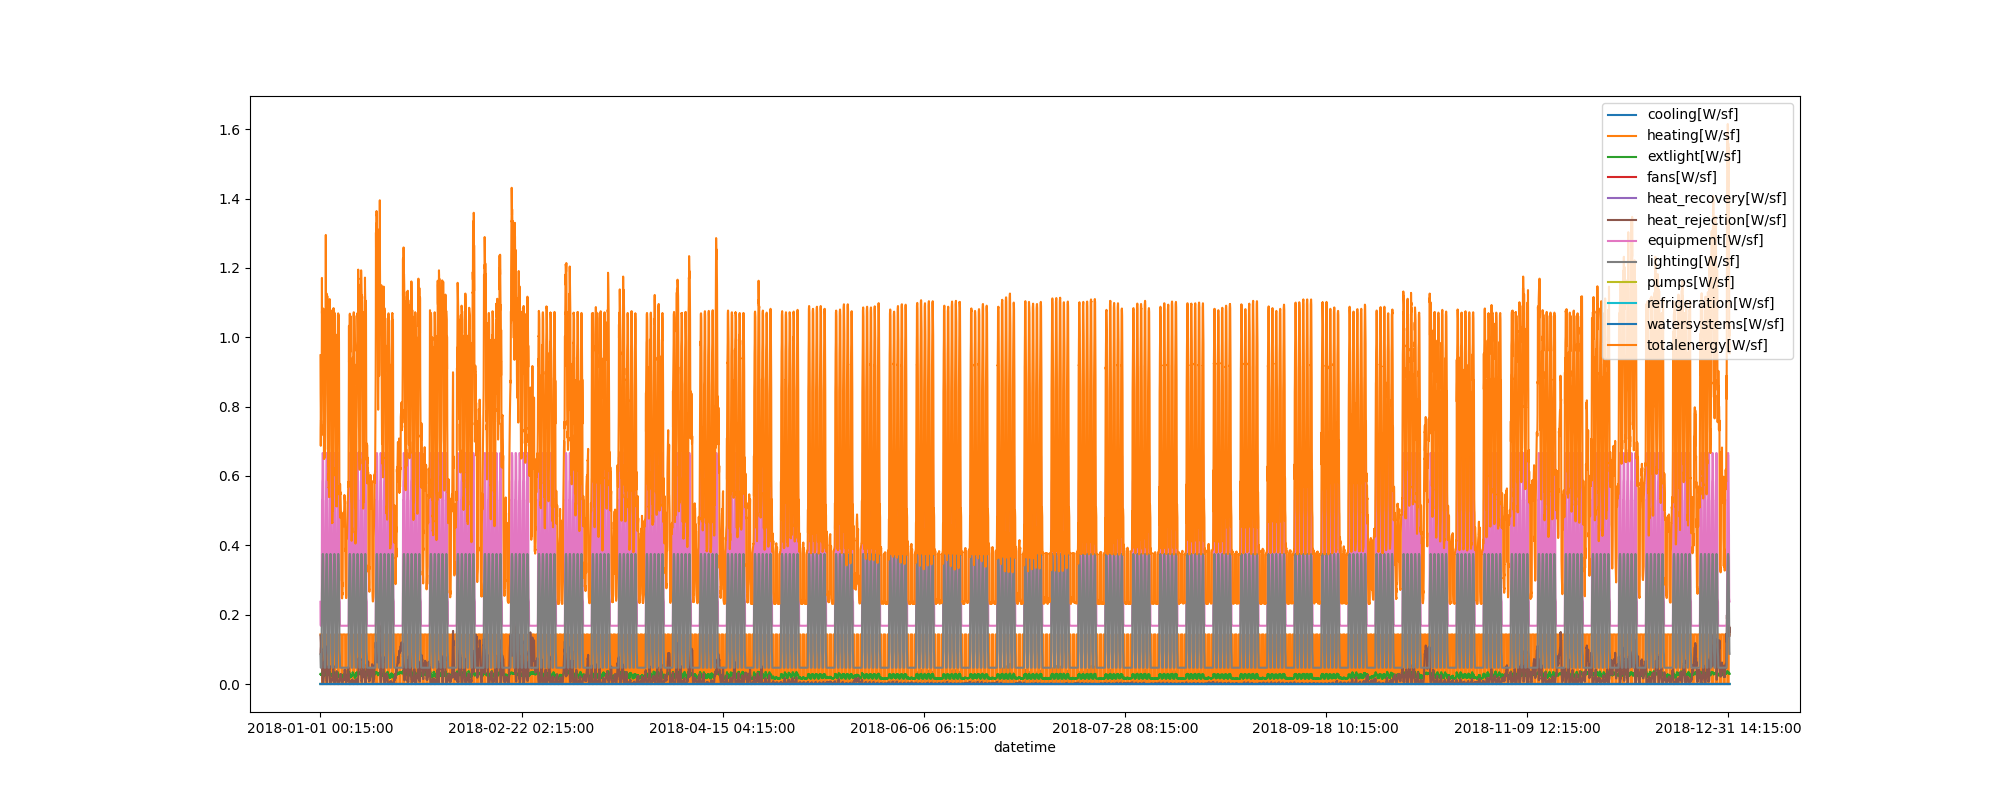 1.6
1.4
1.2
1.0
0.8
0.6
0.4
0.2
0.0
cooling[W/sf]
heating[W/sf]
extlight[W/sf]
fans[W/sf]
heat_recovery[W/sf]
heat_rejection[W/sf]
equipment[W/sf]
lighting[W/sf]
pumps[W/sf]
refrigeration[W/sf]
watersystems[W/sf]
totalenergy[W/sf]
2018-01-01 00:15:00 2018-02-22 02:15:00 2018-04-15 04:15:00 2018-06-06 06:15:00 2018-07-28 08:15:00 2018-09-18 10:15:00 2018-11-09 12:15:00 2018-12-31 14:15:00
datetime